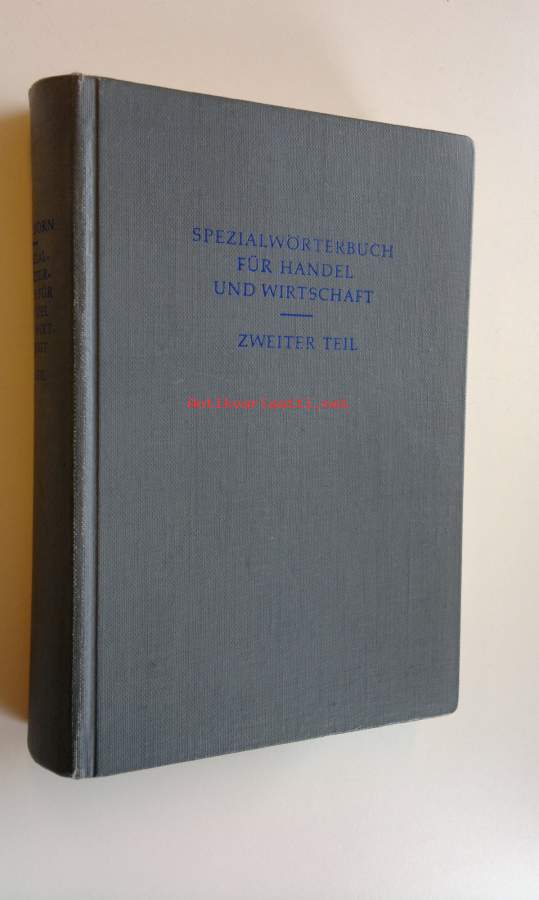 SPEZIALWÖRTERBUCH
FÜR HANDEL
UND WIRTSCHAFT
ZWEITER TEIL
Antikvariaatti.net